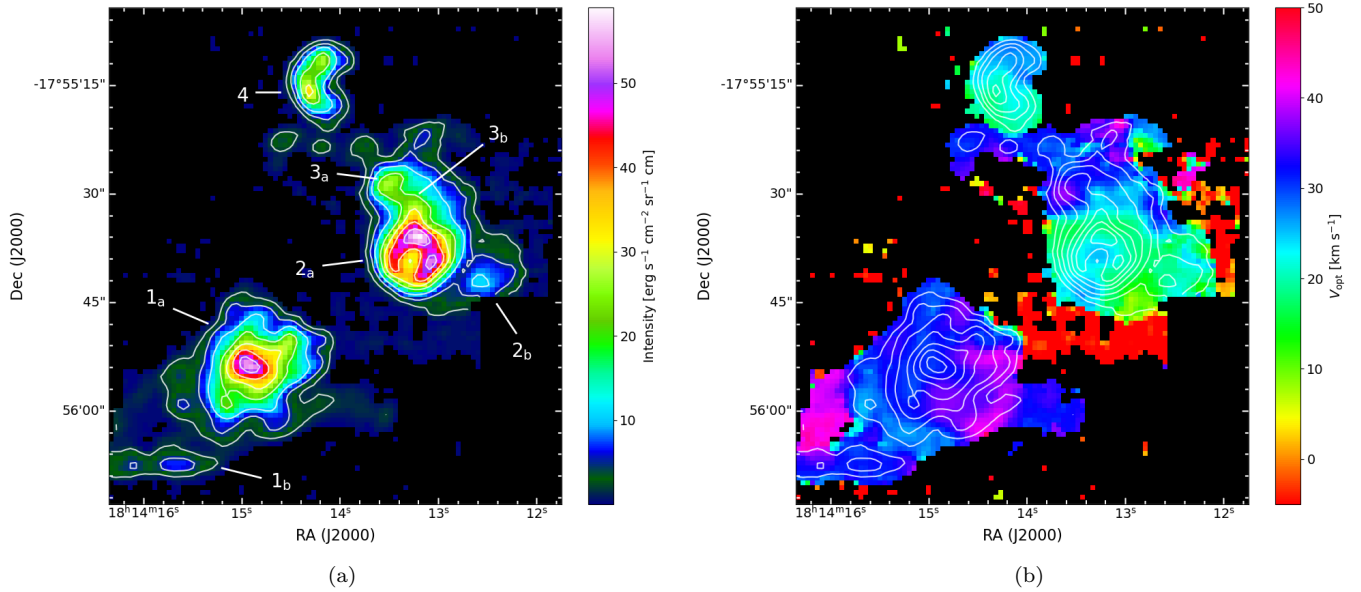 4
3b
3a
2a
1a
2b
1b
-17°55'15"
30"
45"
56'00"
Dec (J2000)
18ʰ14ᵐ16ˢ
15ˢ
14ˢ
13ˢ
12ˢ
RA (J2000)
50
40
30
20
10
Intensity [erg s⁻¹ cm⁻² sr⁻¹ cm]
(a)
-17°55'15"
30"
45"
56'00"
Dec (J2000)
18ʰ14ᵐ16ˢ
15ˢ
14ˢ
13ˢ
12ˢ
RA (J2000)
50
40
30
20
10
0
Vopt [km s⁻¹]
(b)